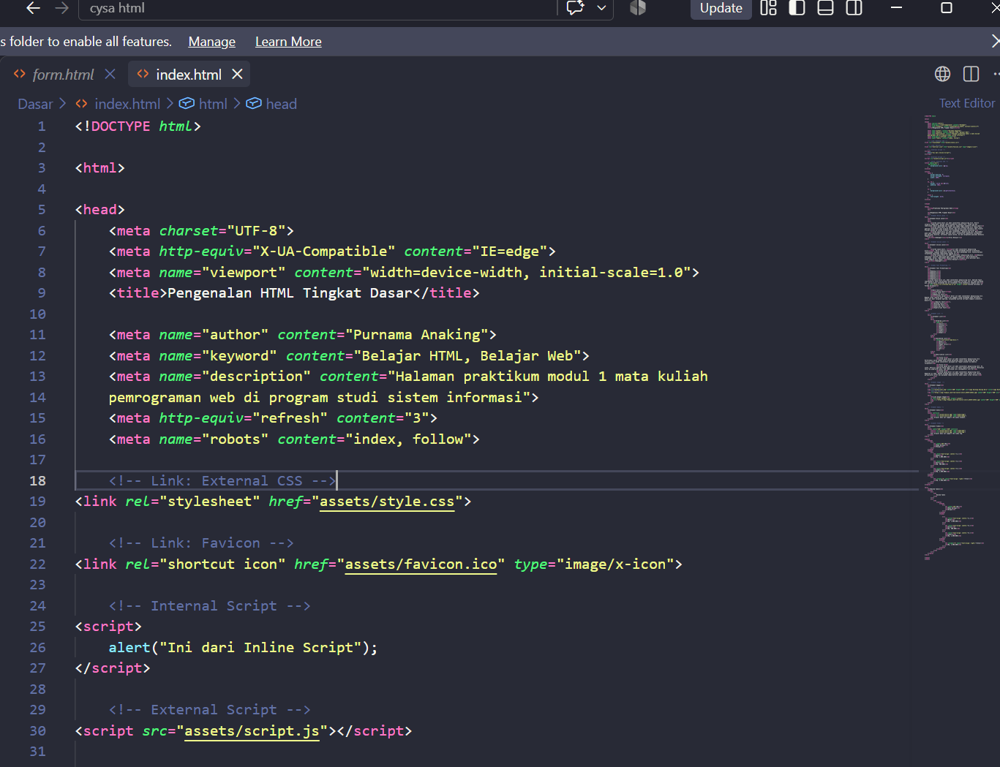 cysa html
Update
s folder to enable all features. Manage Learn More
form.html index.html
Dasar > index.html > html > head
Text Editor
1 <!DOCTYPE html>
2
3 <html>
4
5 <head>
6 <meta charset="UTF-8">
7 <meta http-equiv="X-UA-Compatible" content="IE=edge">
8 <meta name="viewport" content="width=device-width, initial-scale=1.0">
9 <title>Pengenalan HTML Tingkat Dasar</title>
10
11 <meta name="author" content="Purnama Anaking">
12 <meta name="keyword" content="Belajar HTML, Belajar Web">
13 <meta name="description" content="Halaman praktikum modul 1 mata kuliah
14 pemrograman web di program studi sistem informasi">
15 <meta http-equiv="refresh" content="3">
16 <meta name="robots" content="index, follow">
17
18 <!-- Link: External CSS -->
19 <link rel="stylesheet" href="assets/style.css">
20
21 <!-- Link: Favicon -->
22 <link rel="shortcut icon" href="assets/favicon.ico" type="image/x-icon">
23
24 <!-- Internal Script -->
25 <script>
26 alert("Ini dari Inline Script");
27 </script>
28
29 <!-- External Script -->
30 <script src="assets/script.js"></script>
31